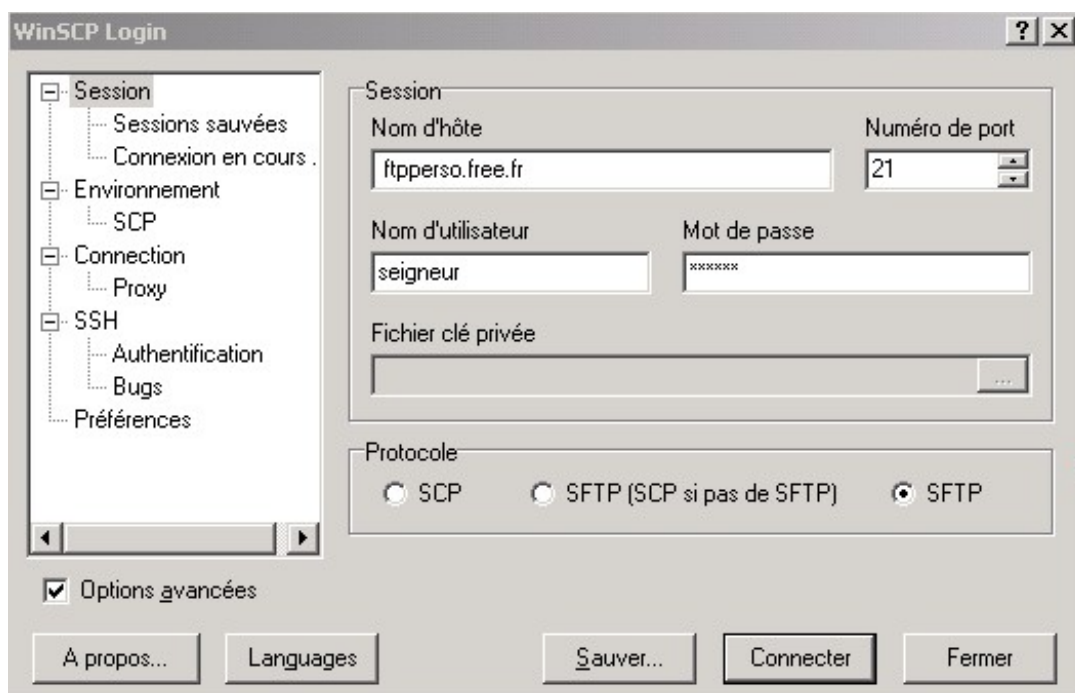 WinSCP Login
Session
Sessions sauvées
Connexion en cours .
Environnement
SCP
Connection
Proxy
SSH
Authentification
Bugs
Préférences
Options avancées
Session
Nom d'hôte
Numéro de port
ftpperso.free.fr
21
Nom d'utilisateur
Mot de passe
seigneur
******
Fichier clé privée
...
Protocole
SCP
SFTP (SCP si pas de SFTP)
SFTP
A propos...
Languages
Sauver...
Connecter
Fermer